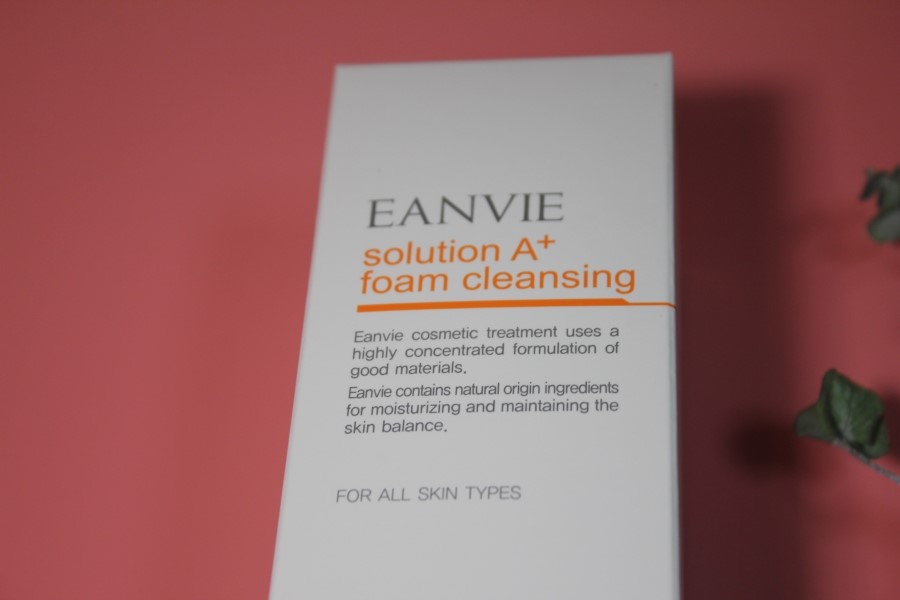 EANVIE
solution A+
foam cleansing
Eanvie cosmetic treatment uses a
highly concentrated formulation of
good materials.
Eanvie contains natural origin ingredients
for moisturizing and maintaining the
skin balance.
FOR ALL SKIN TYPES